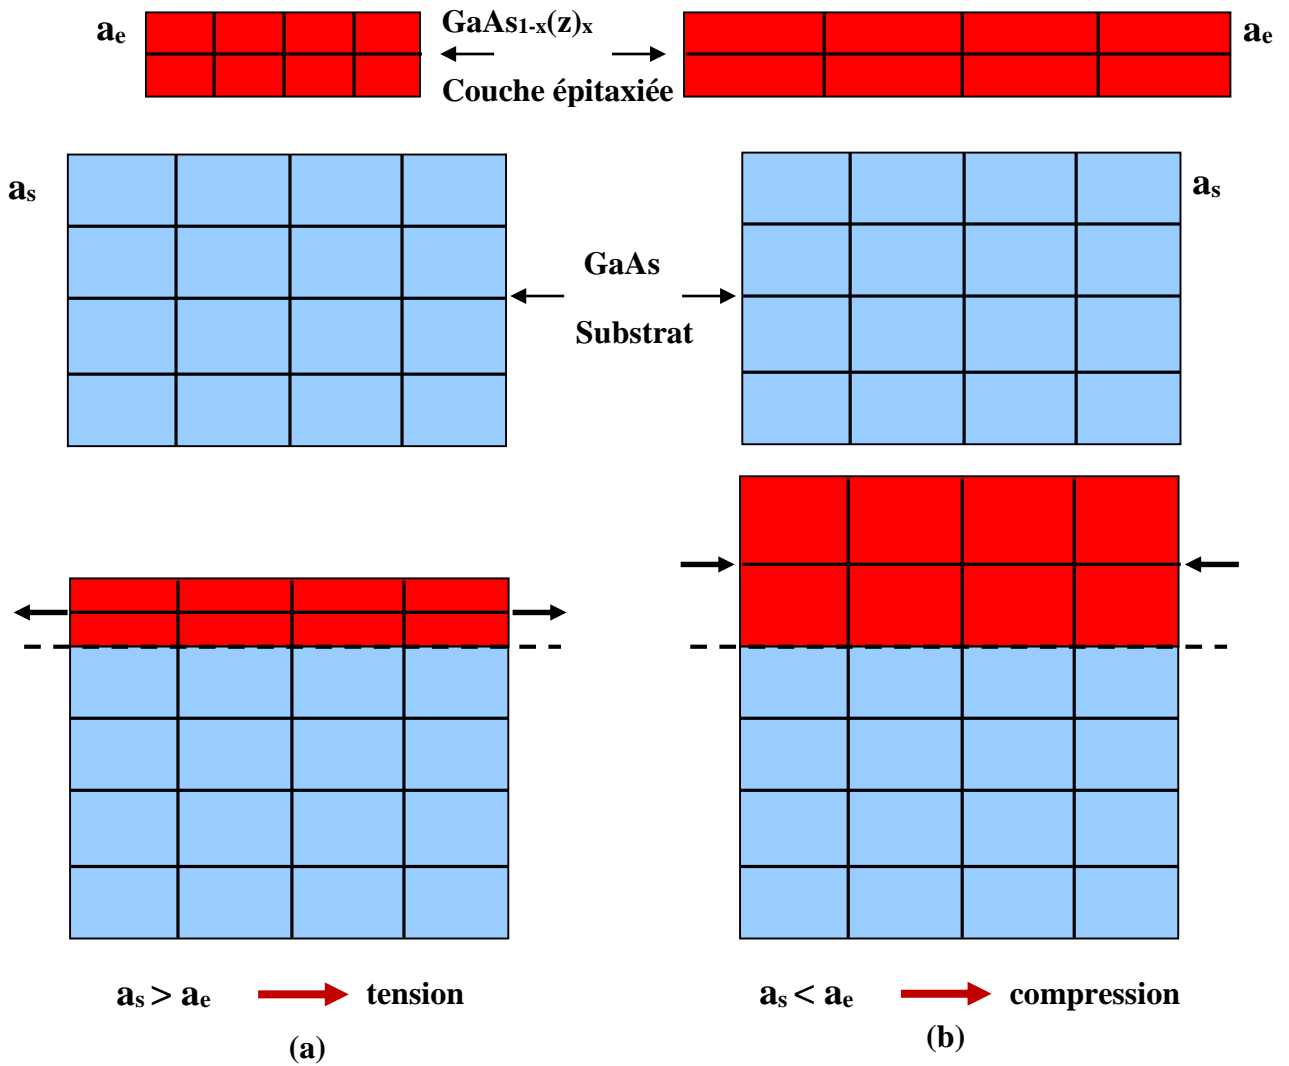 aₑ
GaAs₁₋ₓ(z)ₓ
aₑ
Couche épitaxiée
aₛ
aₛ
GaAs
Substrat
aₛ > aₑ
tension
aₛ < aₑ
compression
(a)
(b)